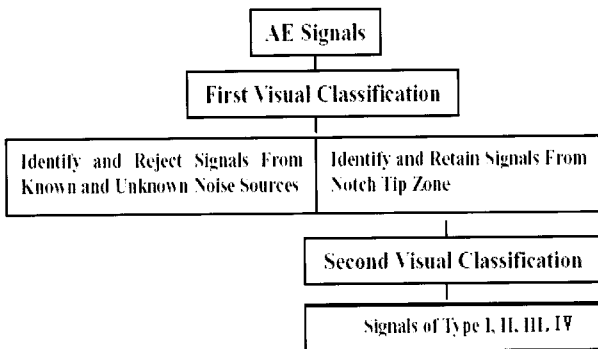 AE Signals
First Visual Classification
Identify and Reject Signals From
Known and Unknown Noise Sources
Identify and Retain Signals From
Notch Tip Zone
Second Visual Classification
Signals of Type I, II, III, IV